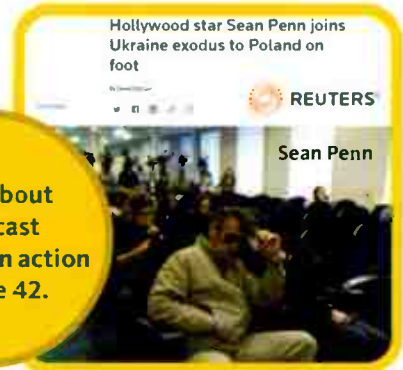 Hollywood star Sean Penn joins
Ukraine exodus to Poland on
foot
REUTERS
Sean Penn
bout
cast
n action
e 42.